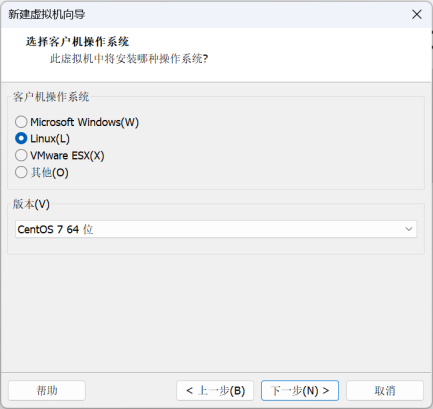 新建虚拟机向导
选择客户机操作系统
此虚拟机中将安装哪种操作系统?
客户机操作系统
Microsoft Windows(W)
Linux(L)
VMware ESX(X)
其他(O)
版本(V)
CentOS 7 64 位
帮助
< 上一步(B)
下一步(N) >
取消